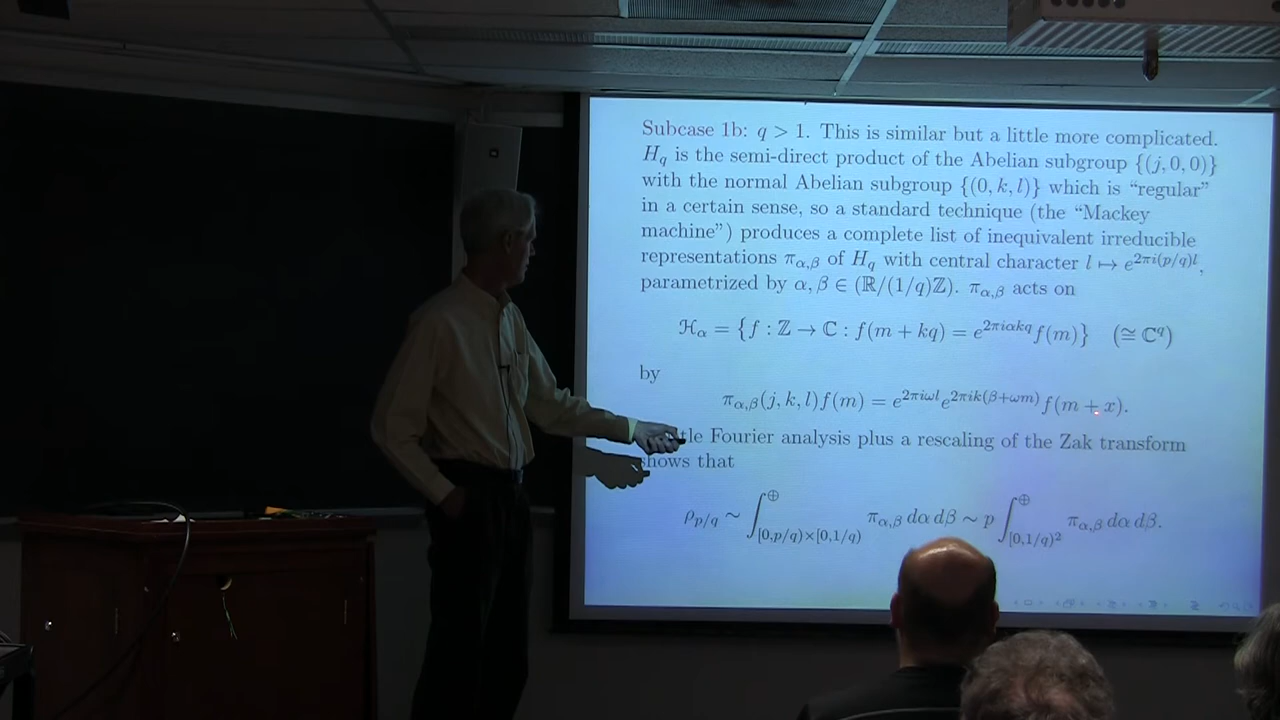 Subcase 1b: q > 1. This is similar but a little more complicated.
H_q is the semi-direct product of the Abelian subgroup {(j, 0, 0)}
with the normal Abelian subgroup {(0, k, l)} which is “regular”
in a certain sense, so a standard technique (the “Mackey
machine”) produces a complete list of inequivalent irreducible
representations π_{α,β} of H_q with central character l ↦ e^{2πi(p/q)l},
parametrized by α, β ∈ (ℝ/(1/q)ℤ). π_{α,β} acts on
ℋ_α = {f : ℤ → ℂ : f(m + kq) = e^{2πiαkq} f(m)} (≅ ℂ^q)
by
π_{α,β}(j, k, l)f(m) = e^{2πiωl} e^{2πik(β+ωm)} f(m + x).
tle Fourier analysis plus a rescaling of the Zak transform
shows that
ρ_{p/q} ∼ ∫^⊕_{[0,p/q)×[0,1/q)} π_{α,β} dα dβ ∼ p ∫^⊕_{[0,1/q)²} π_{α,β} dα dβ.